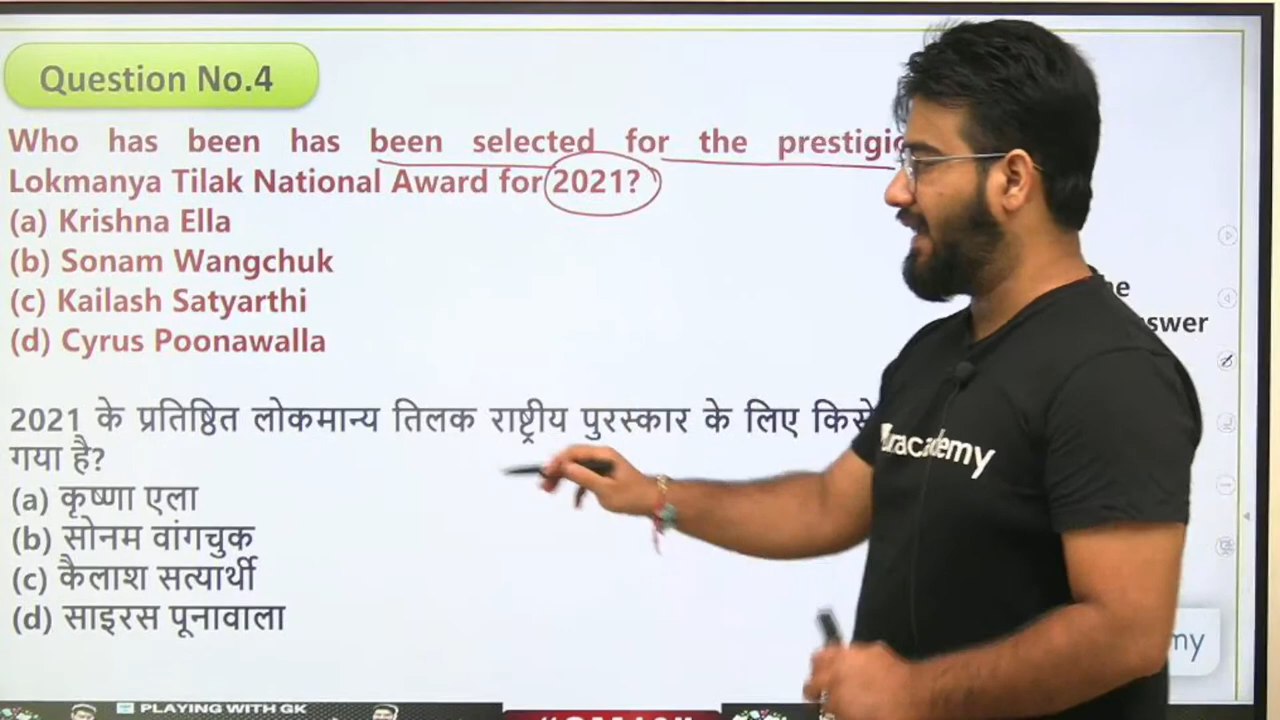 Question No.4
Who has been has been selected for the
Lokmanya Tilak National Award for 2021?
(a) Krishna Ella
(b) Sonam Wangchuk
(c) Kailash Satyarthi
(d) Cyrus Poonawalla
2021 के प्रतिष्ठित लोकमान्य तिलक राष्ट्रीय पुरस्कार के लिए
गया है?
(a) कृष्णा एला
(b) सोनम वांगचुक
(c) कैलाश सत्यार्थी
(d) साइरस पूनावाला
PLAYING WITH GK